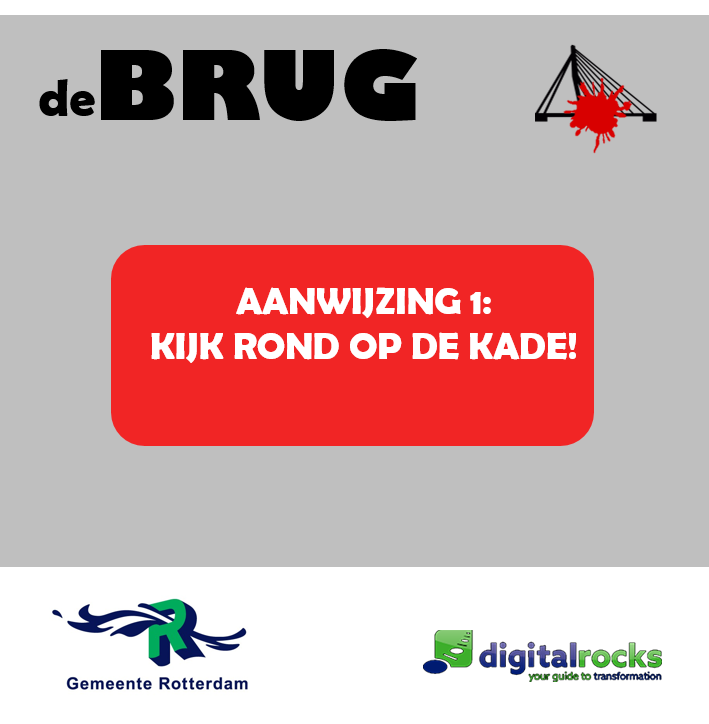 deBRUG
AANWIJZING 1:
KIJK ROND OP DE KADE!
Gemeente Rotterdam
digitalrocks
your guide to transformation